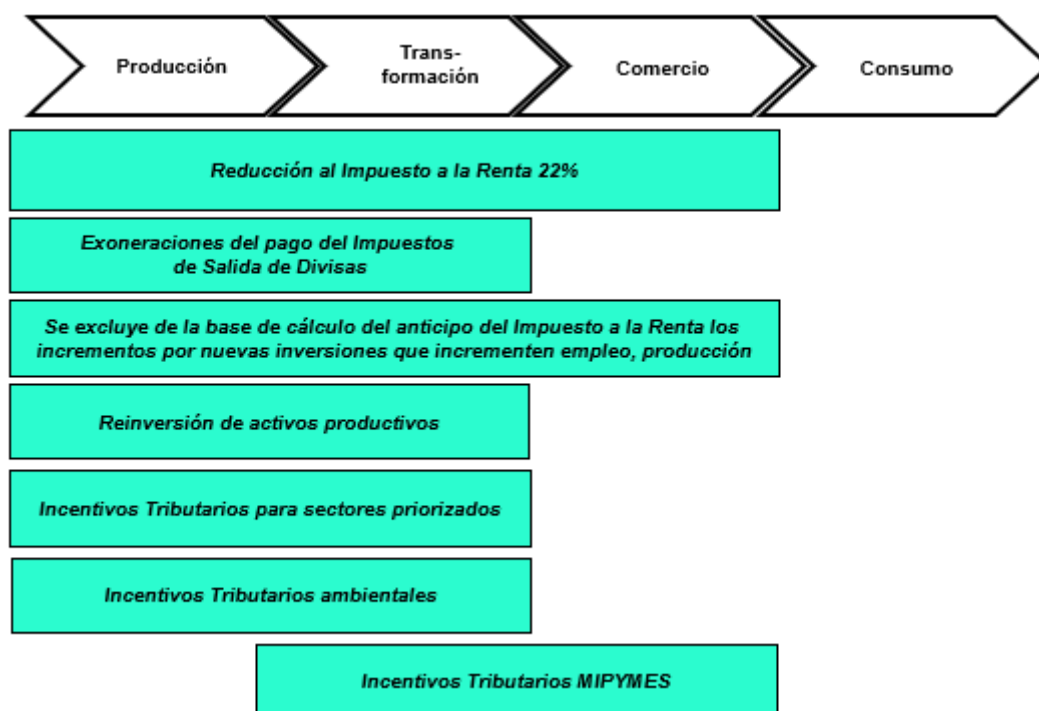 Producción
Trans-
formación
Comercio
Consumo
Reducción al Impuesto a la Renta 22%
Exoneraciones del pago del Impuestos
de Salida de Divisas
Se excluye de la base de cálculo del anticipo del Impuesto a la Renta los
incrementos por nuevas inversiones que incrementen empleo, producción
Reinversión de activos productivos
Incentivos Tributarios para sectores priorizados
Incentivos Tributarios ambientales
Incentivos Tributarios MIPYMES